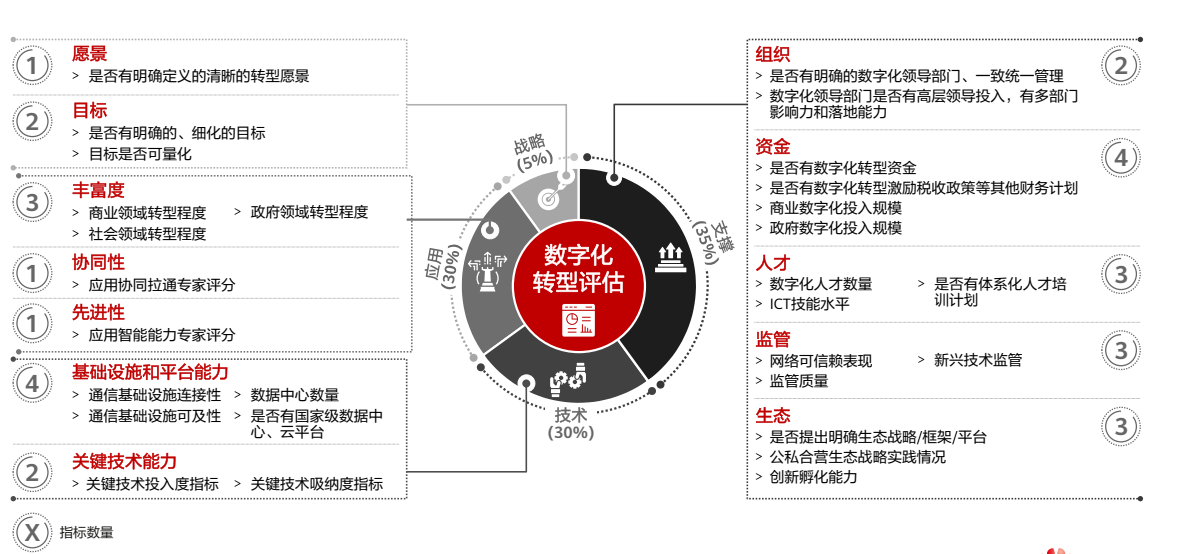 1
愿景
> 是否有明确定义的清晰的转型愿景
2
目标
> 是否有明确的、细化的目标
> 目标是否可量化
3
丰富度
> 商业领域转型程度 > 政府领域转型程度
> 社会领域转型程度
1
协同性
> 应用协同拉通专家评分
1
先进性
> 应用智能能力专家评分
4
基础设施和平台能力
> 通信基础设施连接性 > 数据中心数量
> 通信基础设施可及性 > 是否有国家级数据中
心、云平台
2
关键技术能力
> 关键技术投入度指标 > 关键技术吸纳度指标
X 指标数量
战略
(5%)
应用
(30%)
支撑
(35%)
技术
(30%)
数字化
转型评估
组织
2
> 是否有明确的数字化领导部门、一致统一管理
> 数字化领导部门是否有高层领导投入，有多部门
影响力和落地能力
资金
4
> 是否有数字化转型资金
> 是否有数字化转型激励税收政策等其他财务计划
> 商业数字化投入规模
> 政府数字化投入规模
人才
3
> 数字化人才数量 > 是否有体系化人才培
训计划
> ICT技能水平
监管
3
> 网络可信赖表现 > 新兴技术监管
> 监管质量
生态
3
> 是否提出明确生态战略/框架/平台
> 公私合营生态战略实践情况
> 创新孵化能力